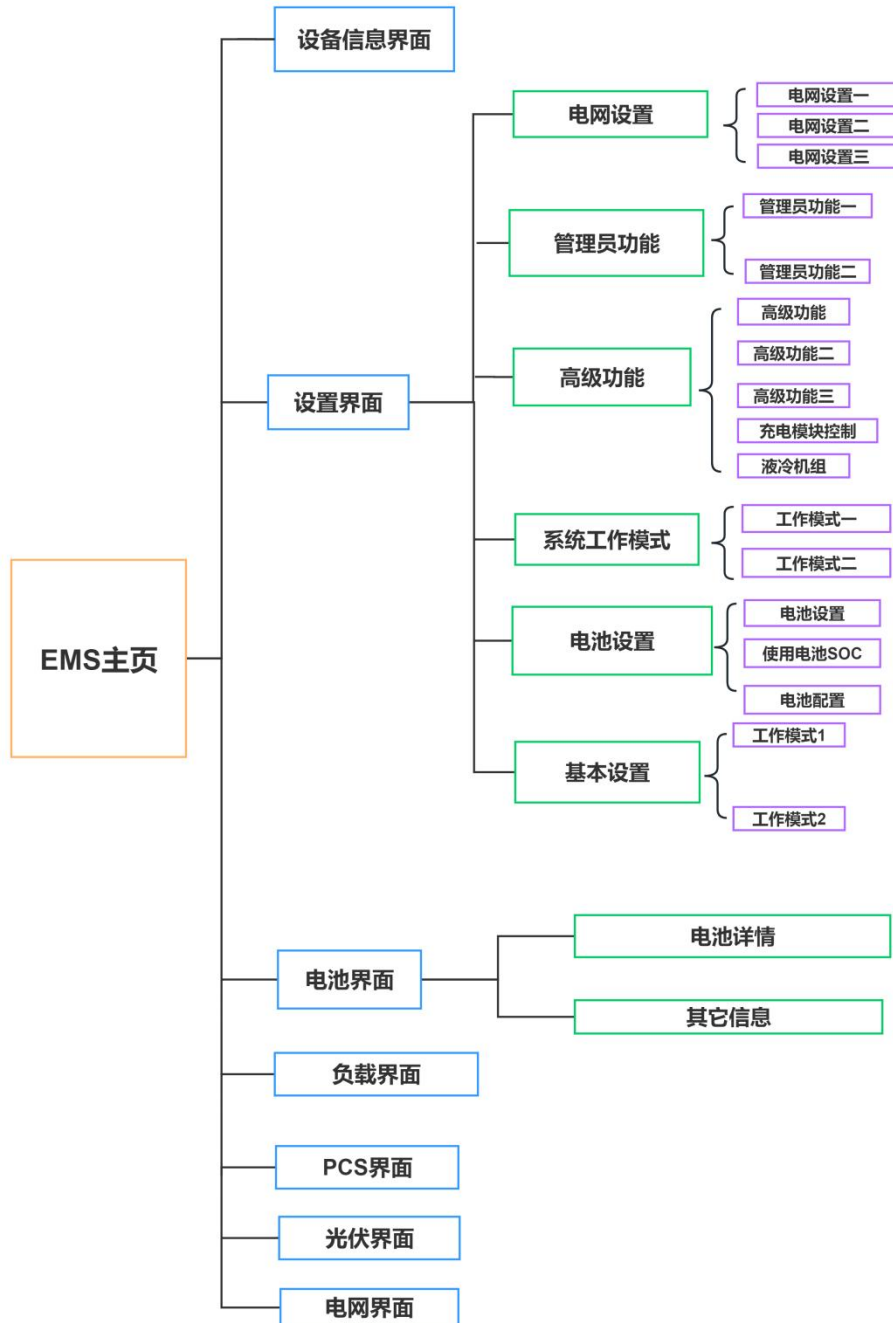 设备信息界面
电网设置
电网设置一
电网设置二
电网设置三
管理员功能
管理员功能一
管理员功能二
高级功能
高级功能
高级功能二
高级功能三
充电模块控制
液冷机组
设置界面
系统工作模式
工作模式一
工作模式二
EMS主页
电池设置
电池设置
使用电池SOC
电池配置
基本设置
工作模式1
工作模式2
电池界面
电池详情
其它信息
负载界面
PCS界面
光伏界面
电网界面